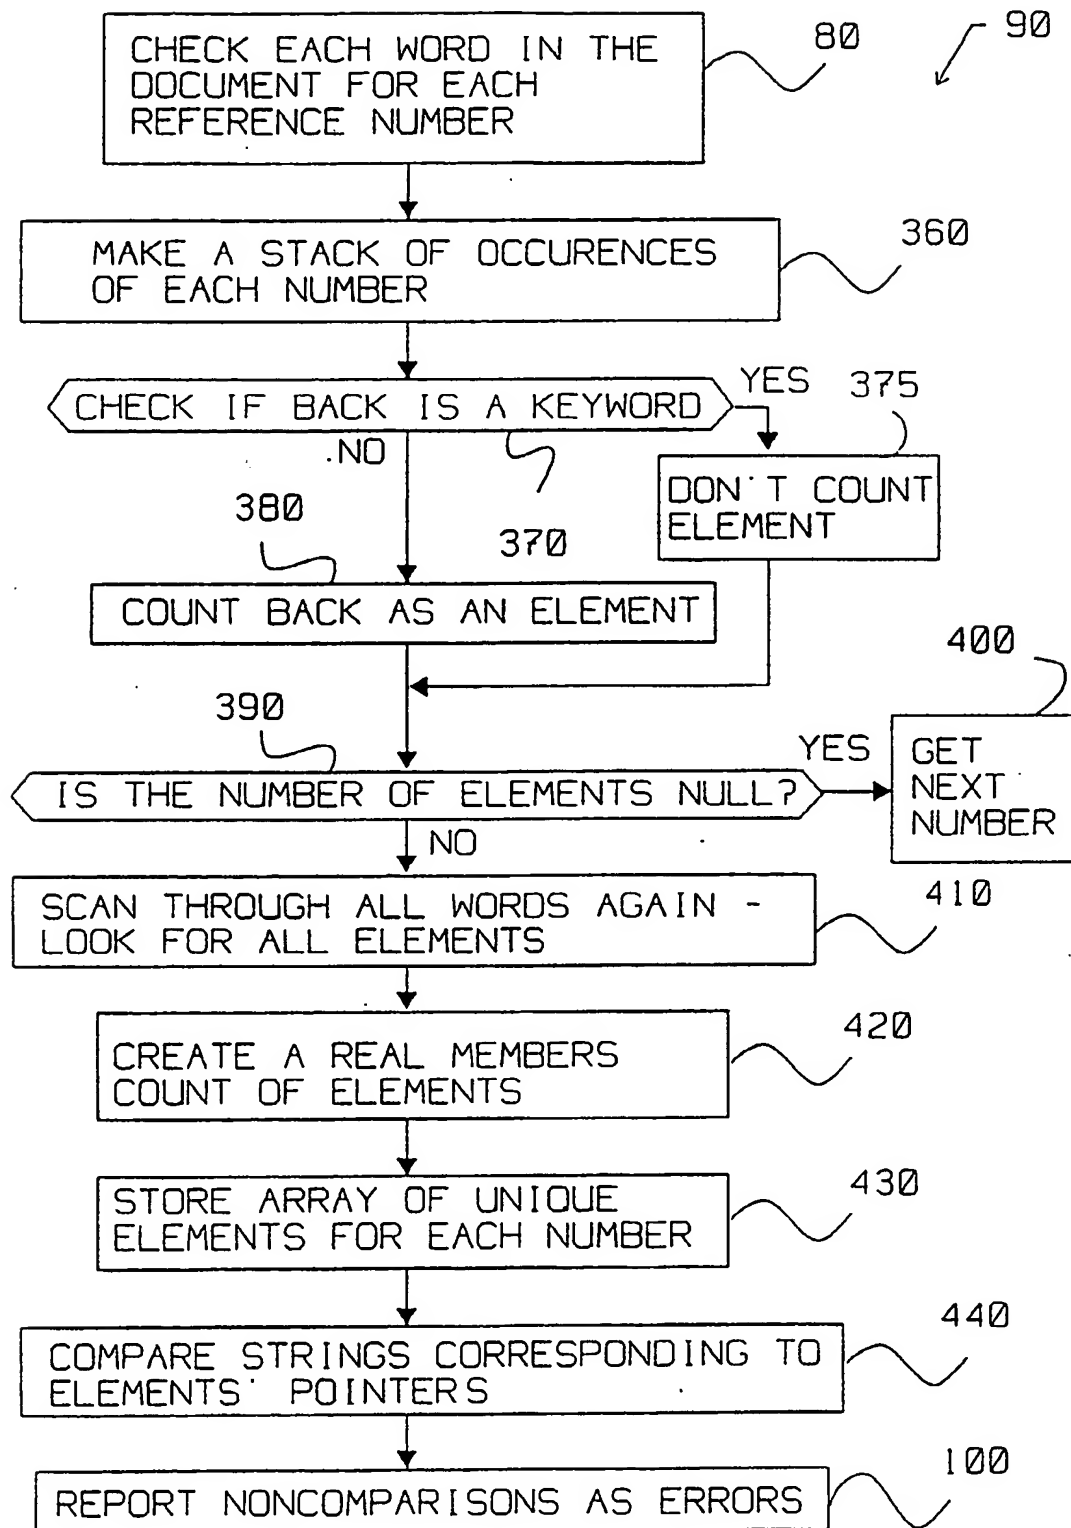 CHECK EACH WORD IN THE
DOCUMENT FOR EACH
REFERENCE NUMBER
80
90
MAKE A STACK OF OCCURENCES
OF EACH NUMBER
360
CHECK IF BACK IS A KEYWORD
YES
375
NO
370
DON'T COUNT
ELEMENT
380
COUNT BACK AS AN ELEMENT
400
390
IS THE NUMBER OF ELEMENTS NULL?
YES
GET
NEXT
NUMBER
NO
SCAN THROUGH ALL WORDS AGAIN -
LOOK FOR ALL ELEMENTS
410
CREATE A REAL MEMBERS
COUNT OF ELEMENTS
420
STORE ARRAY OF UNIQUE
ELEMENTS FOR EACH NUMBER
430
COMPARE STRINGS CORRESPONDING TO
ELEMENTS' POINTERS
440
REPORT NONCOMPARISONS AS ERRORS
100